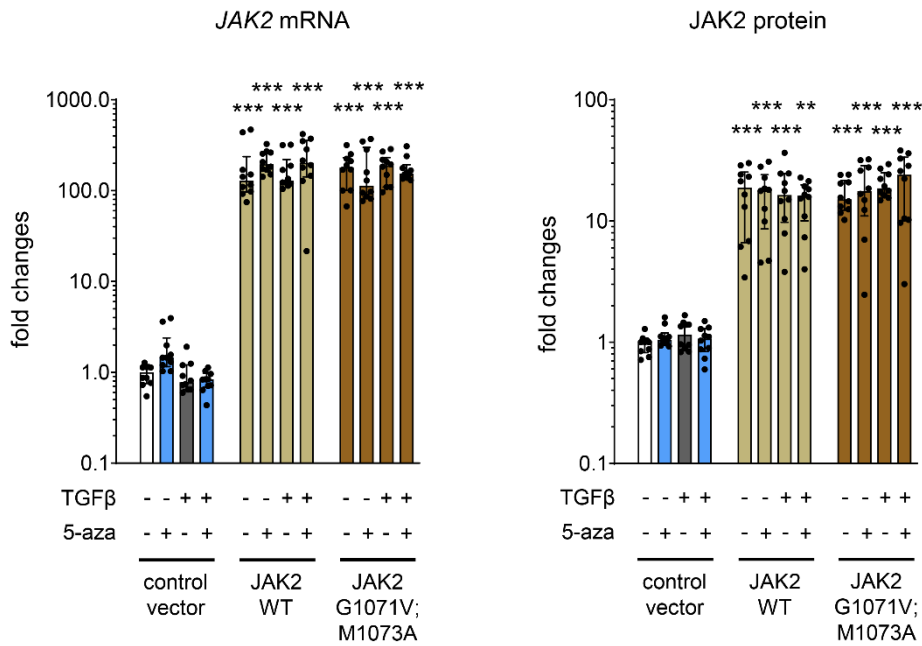 JAK2 mRNA
*** *** *** ***
*** *** *** ***
1000.0
100.0
10.0
1.0
0.1
fold changes
TGFβ - - + + - - + + - - + +
5-aza - + - + - + - + - + - +
control
vector
JAK2
WT
JAK2
G1071V;
M1073A
JAK2 protein
*** ** *** ***
*** *** *** ***
100
10
1
0.1
fold changes
TGFβ - - + + - - + + - - + +
5-aza - + - + - + - + - + - +
control
vector
JAK2
WT
JAK2
G1071V;
M1073A